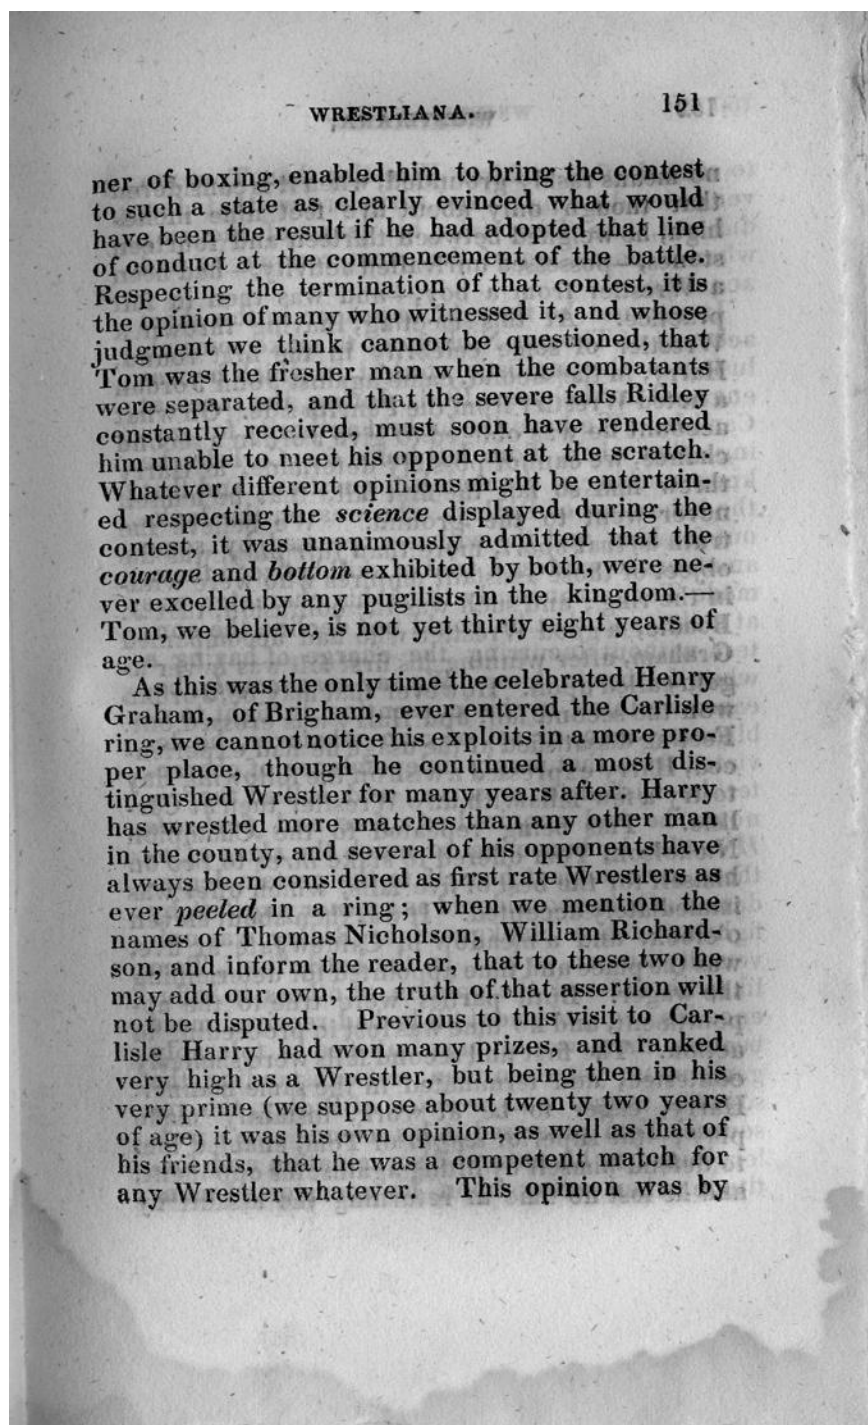 WRESTLIANA. 151
ner of boxing, enabled him to bring the contest
to such a state as clearly evinced what would
have been the result if he had adopted that line
of conduct at the commencement of the battle.
Respecting the termination of that contest, it is
the opinion of many who witnessed it, and whose
judgment we think cannot be questioned, that
Tom was the fresher man when the combatants
were separated, and that the severe falls Ridley
constantly received, must soon have rendered
him unable to meet his opponent at the scratch.
Whatever different opinions might be entertain-
ed respecting the science displayed during the
contest, it was unanimously admitted that the
courage and bottom exhibited by both, were ne-
ver excelled by any pugilists in the kingdom.—
Tom, we believe, is not yet thirty eight years of
age.
As this was the only time the celebrated Henry
Graham, of Brigham, ever entered the Carlisle
ring, we cannot notice his exploits in a more pro-
per place, though he continued a most dis-
tinguished Wrestler for many years after. Harry
has wrestled more matches than any other man
in the county, and several of his opponents have
always been considered as first rate Wrestlers as
ever peeled in a ring; when we mention the
names of Thomas Nicholson, William Richard-
son, and inform the reader, that to these two he
may add our own, the truth of that assertion will
not be disputed. Previous to this visit to Car-
lisle Harry had won many prizes, and ranked
very high as a Wrestler, but being then in his
very prime (we suppose about twenty two years
of age) it was his own opinion, as well as that of
his friends, that he was a competent match for
any Wrestler whatever. This opinion was by